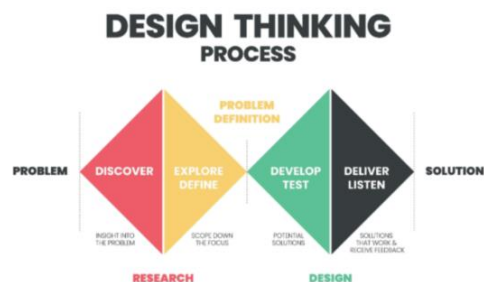 DESIGN THINKING
PROCESS
PROBLEM
DEFINITION
PROBLEM
DISCOVER
EXPLORE
DEFINE
DEVELOP
TEST
DELIVER
LISTEN
SOLUTION
INSIGHT INTO
THE PROBLEM
SCOPE DOWN
THE FOCUS
POTENTIAL
SOLUTIONS
SOLUTIONS
THAT WORK &
RECEIVE FEEDBACK
RESEARCH
DESIGN